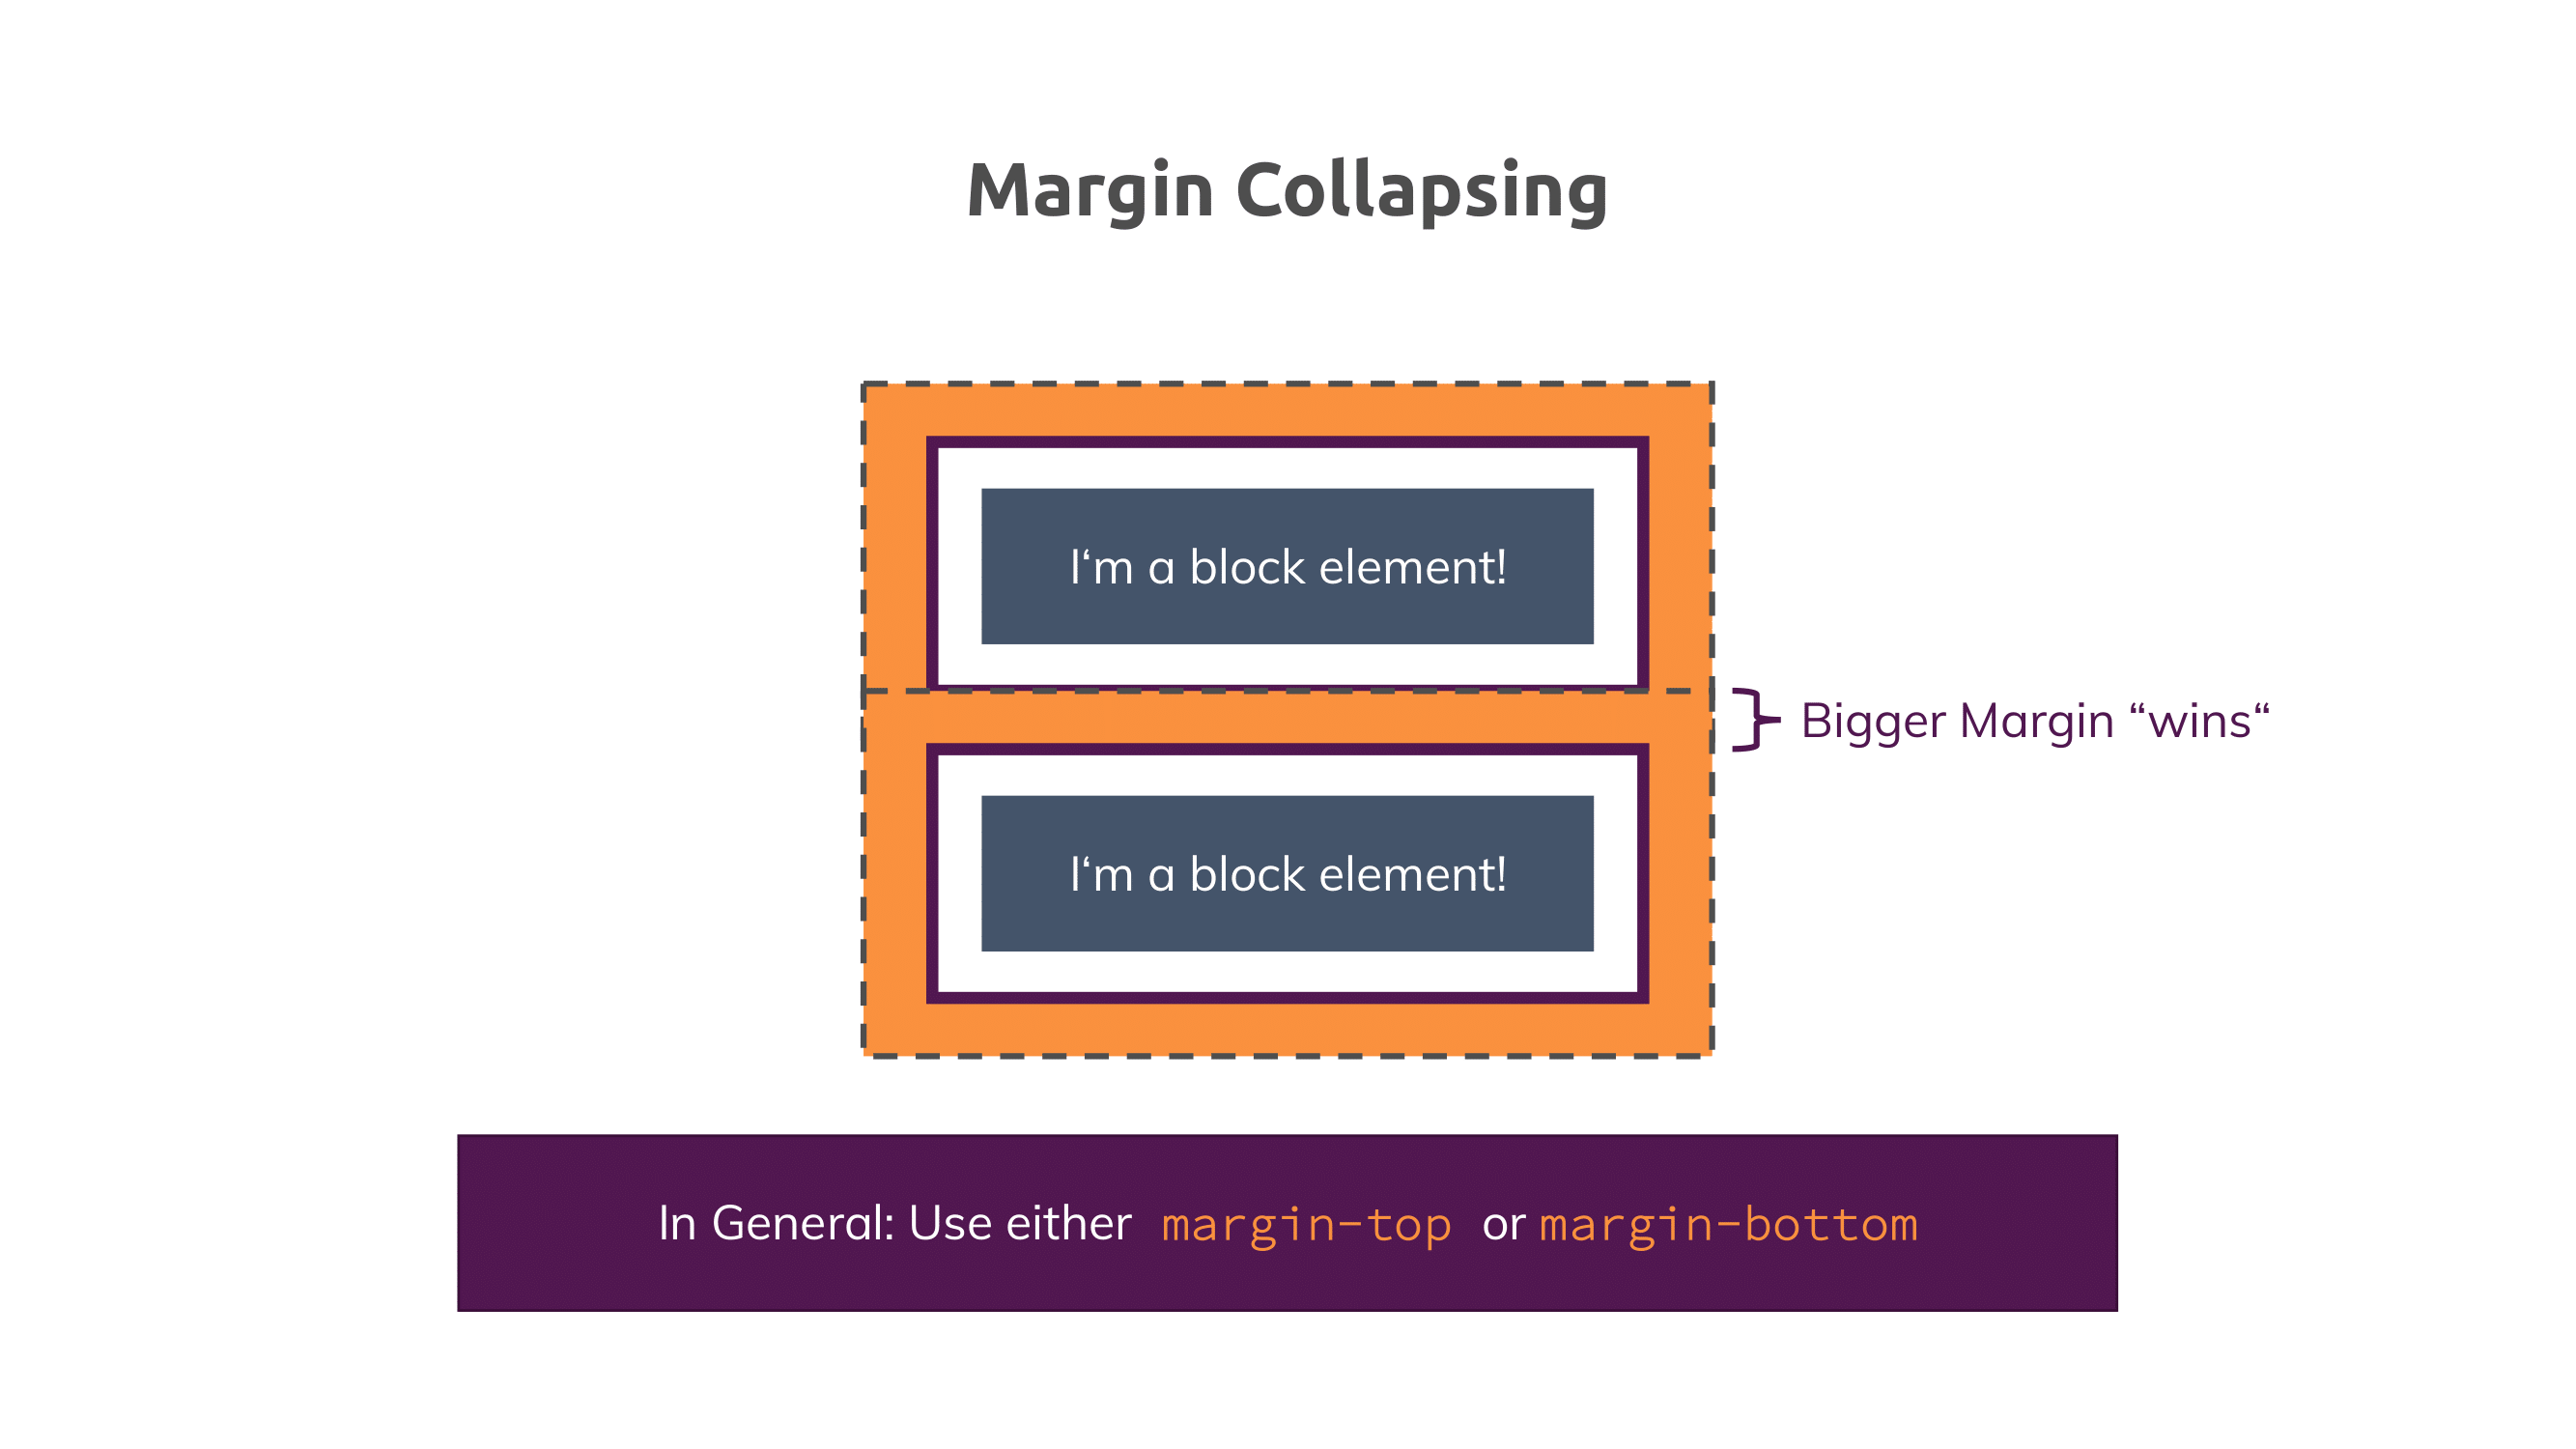 Margin Collapsing
I‘m a block element!
Bigger Margin “wins“
I‘m a block element!
In General: Use either margin-top or margin-bottom